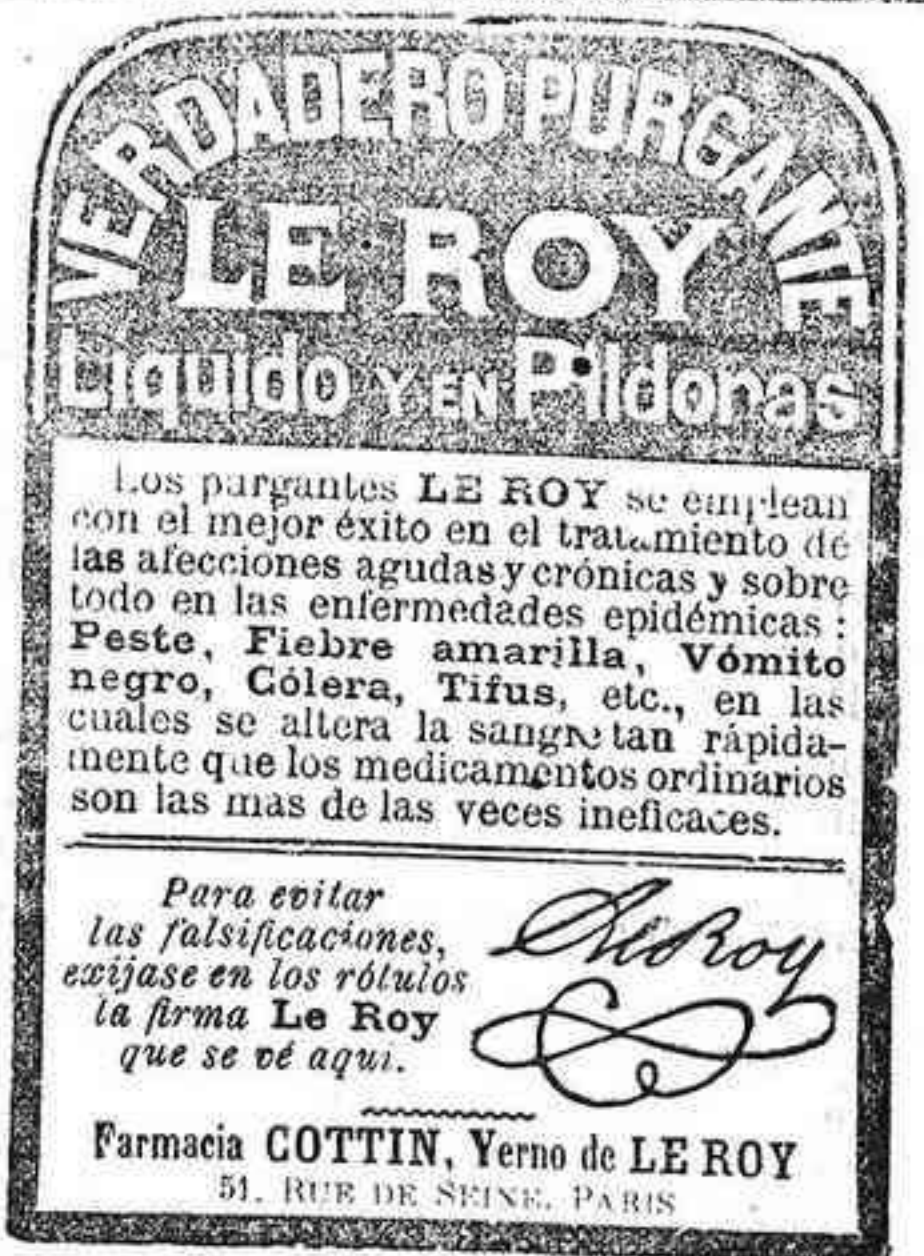 VERDADERO PURGANTE
LE ROY
Liquido Y EN Pildoras
Los purgantes LE ROY se emplean
con el mejor éxito en el tratamiento de
las afecciones agudas y crónicas y sobre
todo en las enfermedades epidémicas :
Peste, Fiebre amarilla, Vómito
negro, Cólera, Tifus, etc., en las
cuales se altera la sangre tan rápida-
mente que los medicamentos ordinarios
son las mas de las veces ineficaces.
Para evitar
las falsificaciones,
exijase en los rótulos
la firma Le Roy
que se vé aqui.
LeRoy
Farmacia COTTIN, Yerno de LE ROY
51, RUE DE SEINE, PARIS